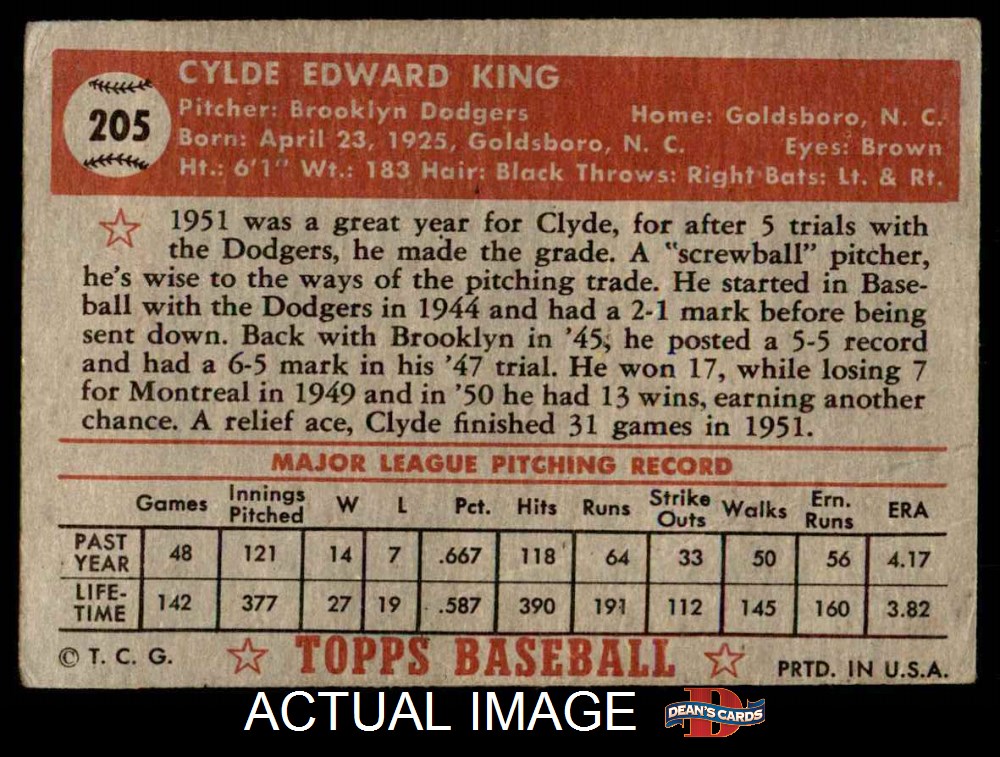 205
CYLDE EDWARD KING
Pitcher: Brooklyn Dodgers Home: Goldsboro, N. C.
Born: April 23, 1925, Goldsboro, N. C. Eyes: Brown
Ht.: 6'1" Wt.: 183 Hair: Black Throws: Right Bats: Lt. & Rt.
1951 was a great year for Clyde, for after 5 trials with
the Dodgers, he made the grade. A "screwball" pitcher,
he's wise to the ways of the pitching trade. He started in Base-
ball with the Dodgers in 1944 and had a 2-1 mark before being
sent down. Back with Brooklyn in '45, he posted a 5-5 record
and had a 6-5 mark in his '47 trial. He won 17, while losing 7
for Montreal in 1949 and in '50 he had 13 wins, earning another
chance. A relief ace, Clyde finished 31 games in 1951.
MAJOR LEAGUE PITCHING RECORD
Games Innings Pitched W L Pct. Hits Runs Strike Outs Walks Ern. Runs ERA
PAST YEAR 48 121 14 7 .667 118 64 33 50 56 4.17
LIFE-TIME 142 377 27 19 .587 390 191 112 145 160 3.82
© T. C. G. TOPPS BASEBALL PRTD. IN U.S.A.
ACTUAL IMAGE DEAN'S CARDS